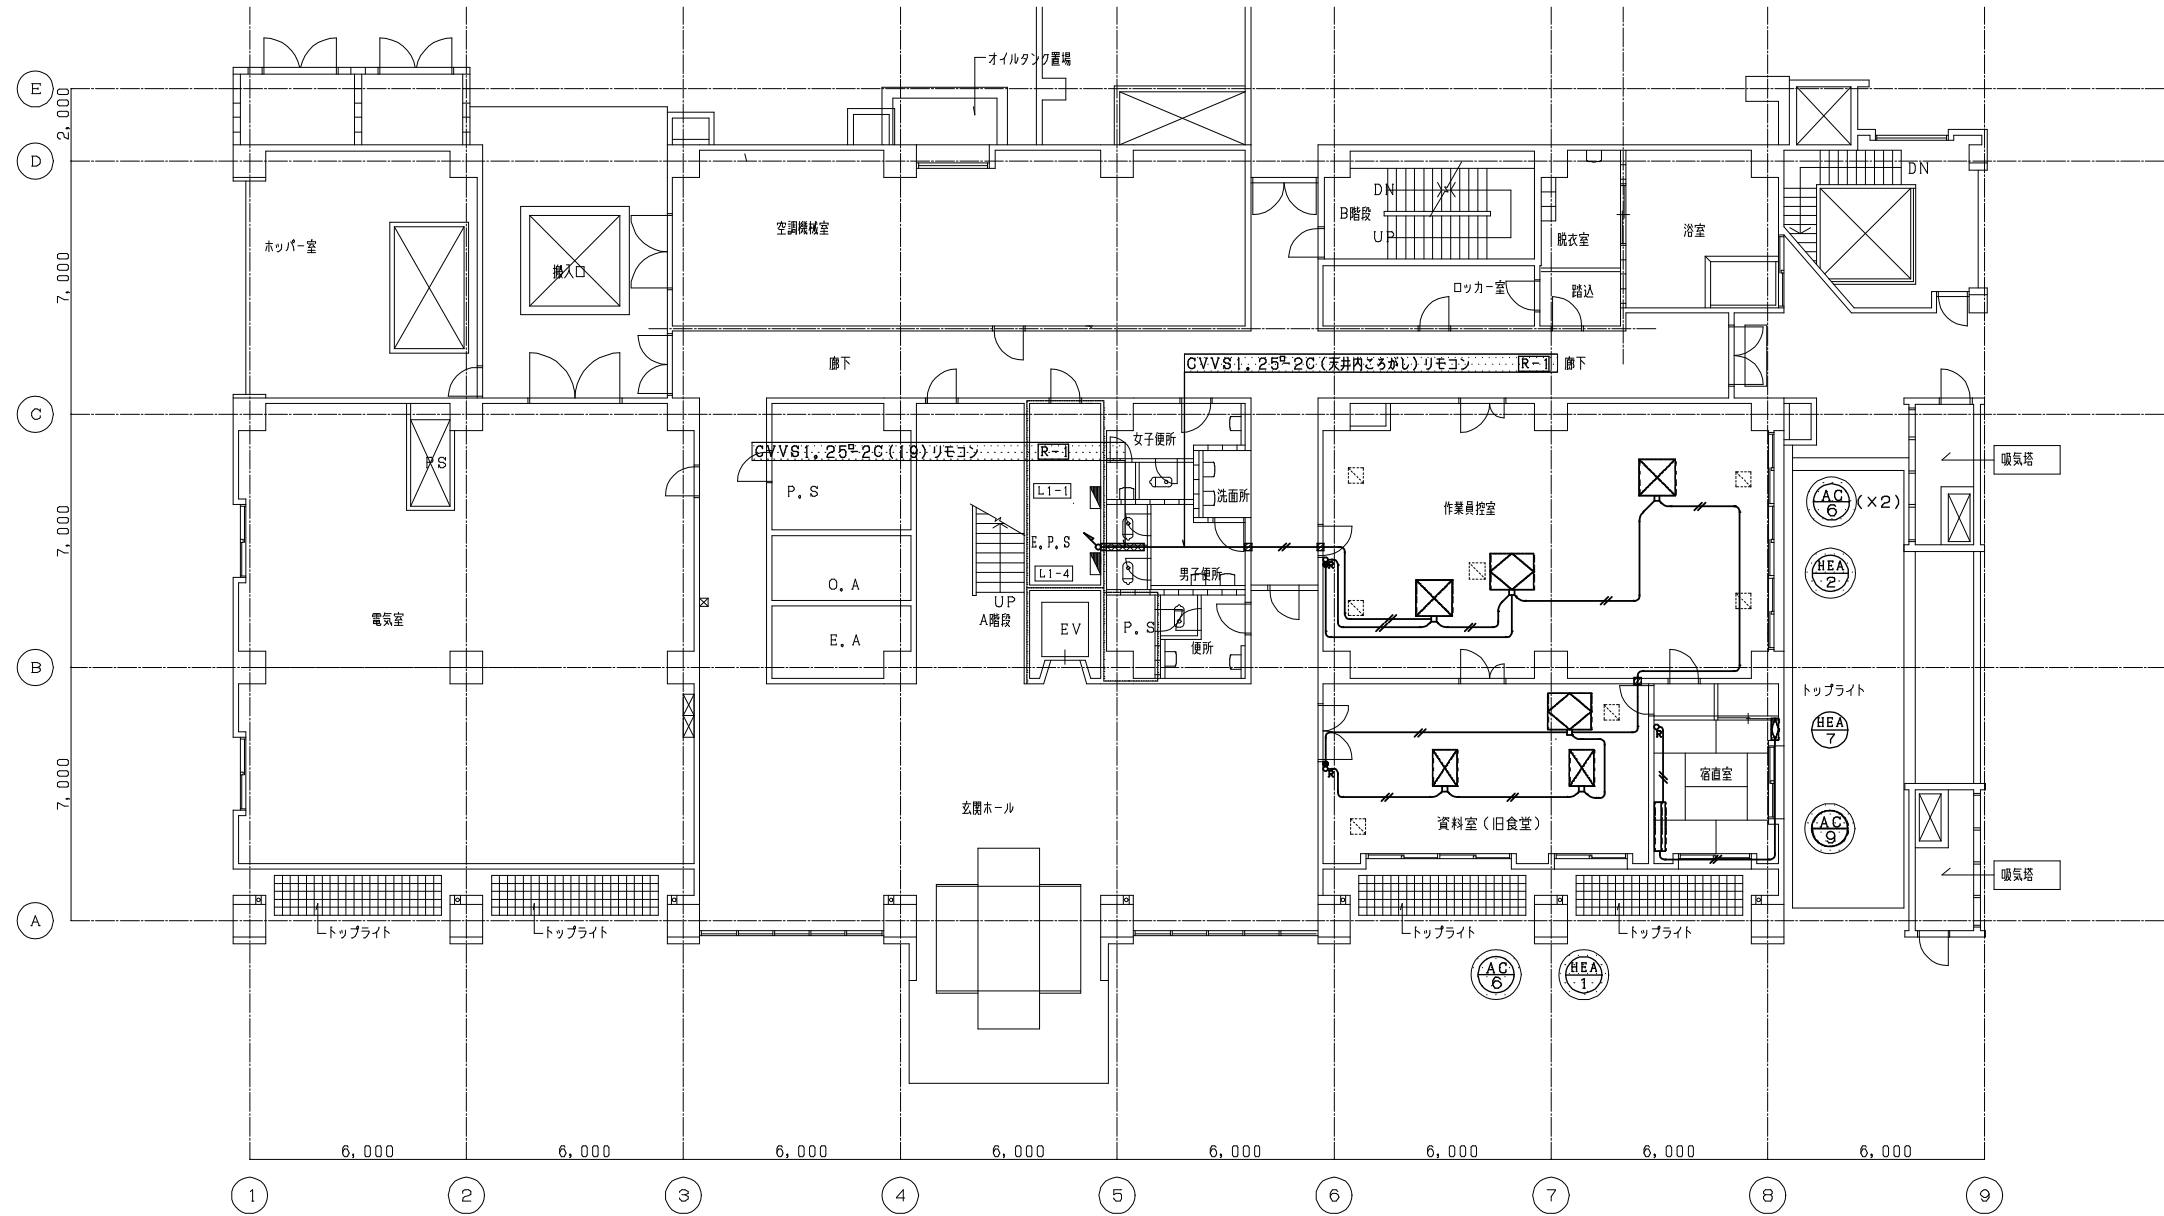 オイルタンク置場
E
2,000
D
DN
DN
B階段
UP
空調機械室
ホッパー室
脱衣室
浴室
搬入口
7,000
ロッカー室
踏込
廊下
CVVS1.25□-2C(天井内ころがし)リモコン R-1
廊下
C
女子便所
CVVS1.25□-2C(19)リモコン R-1
PS
吸気塔
P.S
L1-1
洗面所
作業員控室
AC
6
(×2)
7,000
E.P.S
L1-4
男子便所
HEA
2
O.A
UP
A階段
電気室
EV
P.S
E.A
便所
B
トップライト
R
HEA
7
7,000
R
R
宿直室
玄関ホール
資料室(旧食堂)
AC
9
吸気塔
A
トップライト
トップライト
トップライト
トップライト
AC
6
HEA
1
6,000
6,000
6,000
6,000
6,000
6,000
6,000
6,000
1
2
3
4
5
6
7
8
9